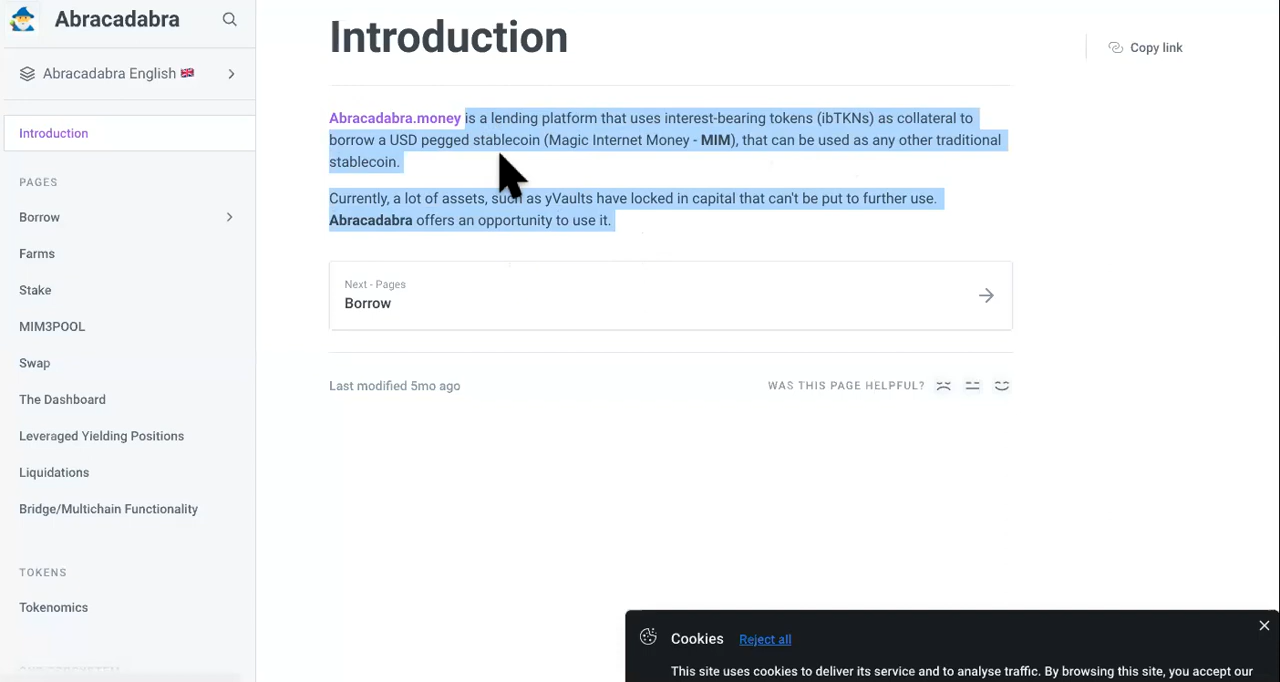 Abracadabra
Abracadabra English
Introduction
PAGES
Borrow
Farms
Stake
MIM3POOL
Swap
The Dashboard
Leveraged Yielding Positions
Liquidations
Bridge/Multichain Functionality
TOKENS
Tokenomics
Introduction
Copy link
Abracadabra.money is a lending platform that uses interest-bearing tokens (ibTKNs) as collateral to
borrow a USD pegged stablecoin (Magic Internet Money - MIM), that can be used as any other traditional
stablecoin.
Currently, a lot of assets, such as yVaults have locked in capital that can't be put to further use.
Abracadabra offers an opportunity to use it.
Next - Pages
Borrow
Last modified 5mo ago
WAS THIS PAGE HELPFUL?
Cookies Reject all
This site uses cookies to deliver its service and to analyse traffic. By browsing this site, you accept our